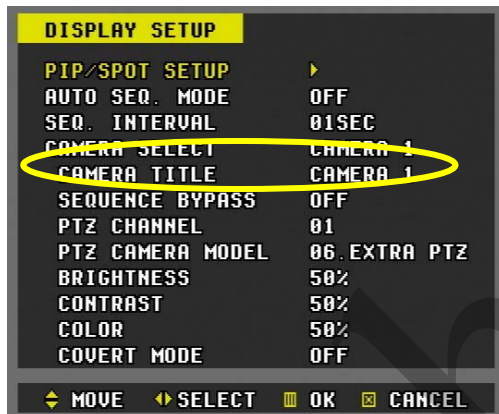 DISPLAY SETUP
PIP/SPOT SETUP
AUTO SEQ. MODE OFF
SEQ. INTERVAL 01SEC
CAMERA SELECT CAMERA 1
CAMERA TITLE CAMERA 1
SEQUENCE BYPASS OFF
PTZ CHANNEL 01
PTZ CAMERA MODEL 06.EXTRA PTZ
BRIGHTNESS 50%
CONTRAST 50%
COLOR 50%
COVERT MODE OFF
MOVE SELECT OK CANCEL